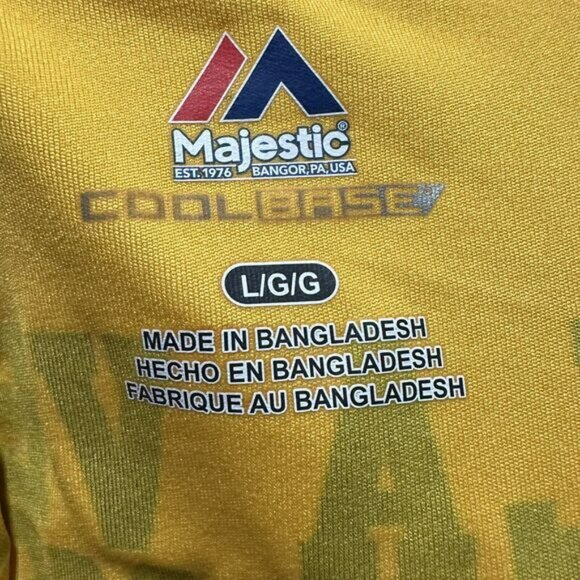 Majestic®
EST. 1976 BANGOR, PA, USA
COOLBASE
L/G/G
MADE IN BANGLADESH
HECHO EN BANGLADESH
FABRIQUE AU BANGLADESH